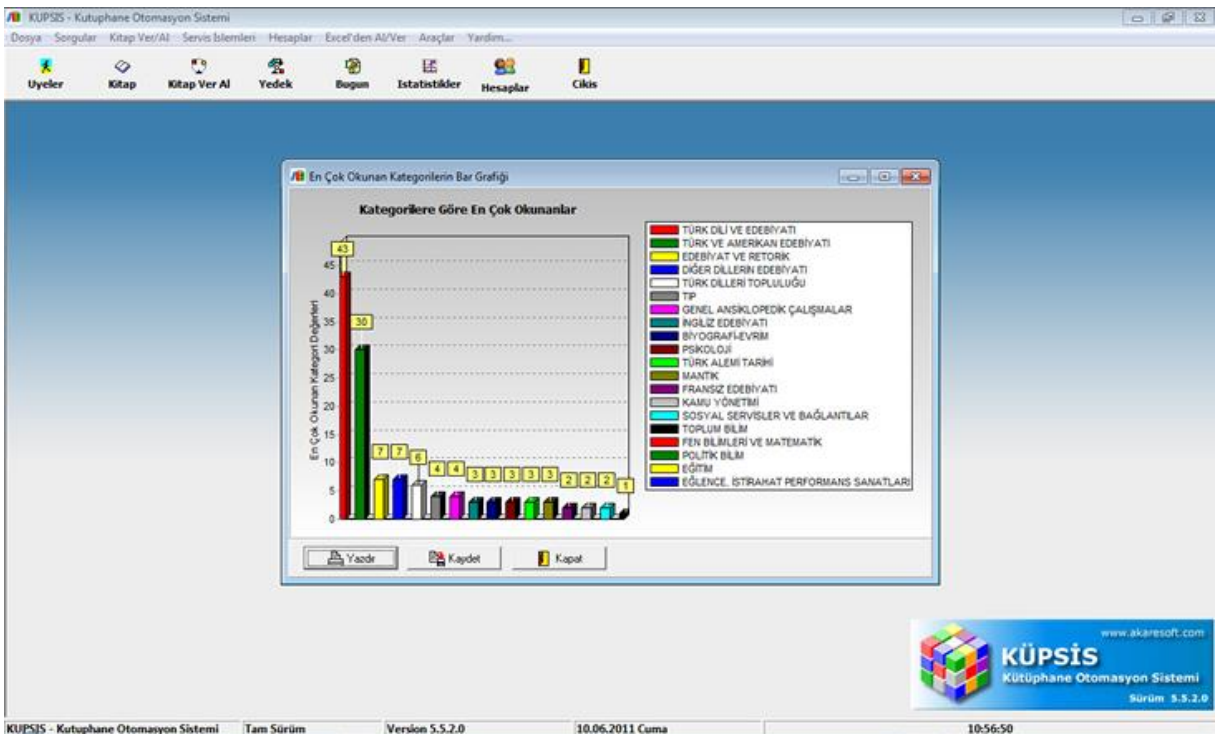 KUPSIS - Kutuphane Otomasyon Sistemi
Dosya Sorgular Kitap Ver/Al Servis İslemleri Hesaplar Excel'den Al/Ver Araçlar Yardım...
Uyeler Kitap Kitap Ver Al Yedek Bugun Istatistikler Hesaplar Cikis
En Çok Okunan Kategorilerin Bar Grafiği
Kategorilere Göre En Çok Okunanlar
En Çok Okunan Kategori Değerleri
45
40
35
30
25
20
15
10
5
0
43
30
7
7
6
4
4
3
3
3
3
3
2
2
2
1
TÜRK DİLİ VE EDEBİYATI
TÜRK VE AMERİKAN EDEBİYATI
EDEBİYAT VE RETORİK
DİĞER DİLLERİN EDEBİYATI
TÜRK DİLLERİ TOPLULUĞU
TIP
GENEL ANSİKLOPEDİK ÇALIŞMALAR
İNGİLİZ EDEBİYATI
BİYOGRAFİ-EVRİM
PSİKOLOJİ
TÜRK ALEMİ TARİHİ
MANTIK
FRANSIZ EDEBİYATI
KAMU YÖNETİMİ
SOSYAL SERVİSLER VE BAĞLANTILAR
TOPLUM BİLİM
FEN BİLİMLERİ VE MATEMATİK
POLİTİK BİLİM
EĞİTİM
EĞLENCE, İSTİRAHAT PERFORMANS SANATLARI
Yazdır Kaydet Kapat
www.akaresoft.com
KÜPSİS
Kütüphane Otomasyon Sistemi
Sürüm 5.5.2.0
KUPSIS - Kutuphane Otomasyon Sistemi Tam Sürüm Version 5.5.2.0 10.06.2011 Cuma 10:56:50